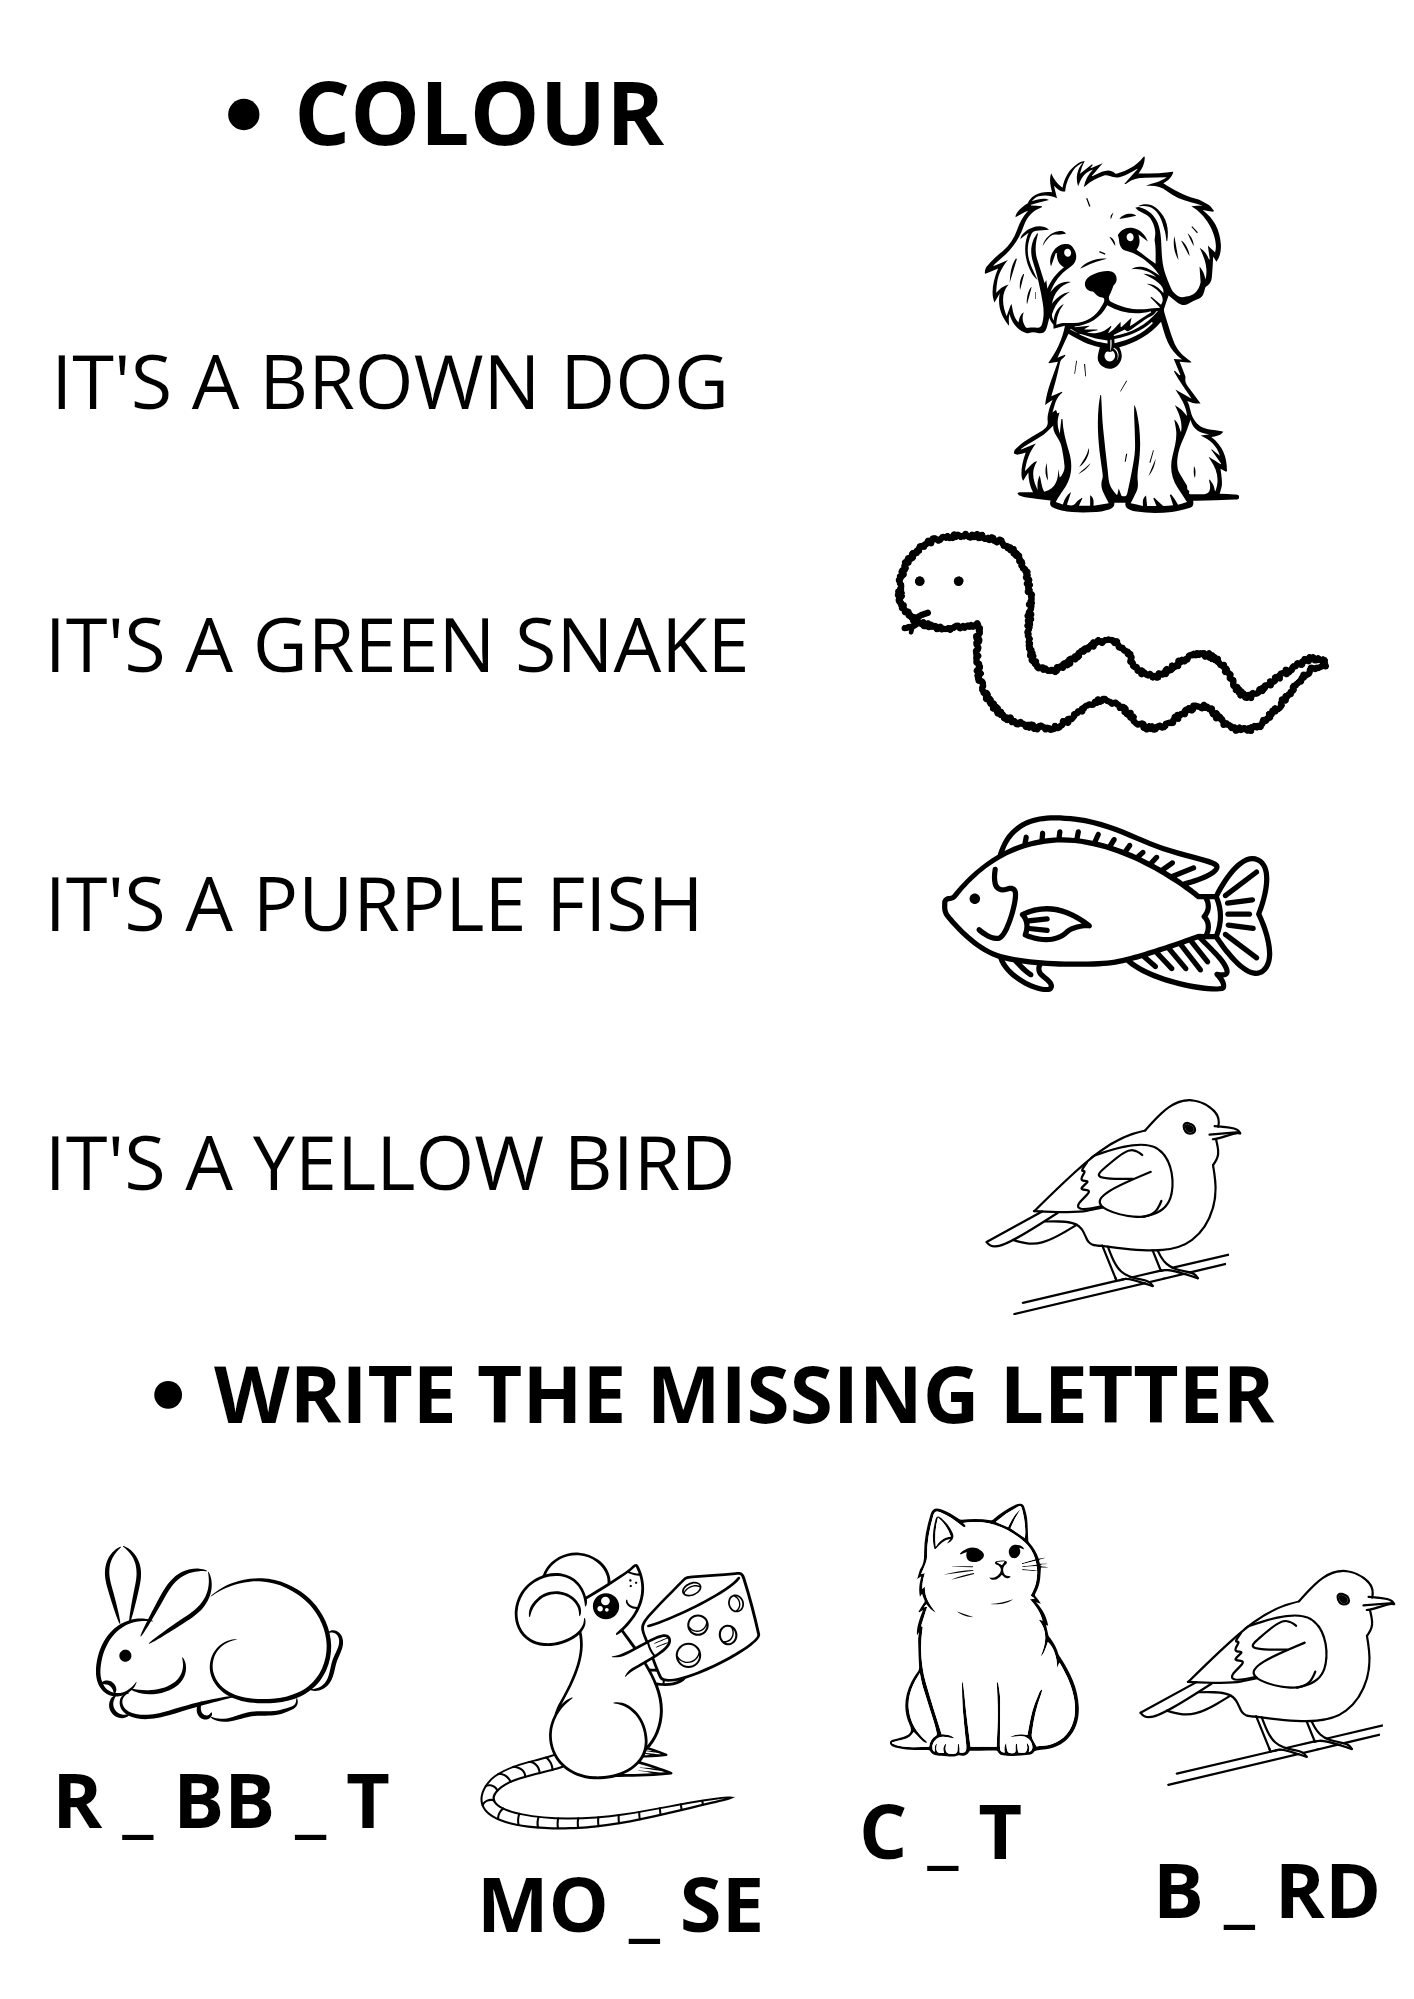 • COLOUR
IT'S A BROWN DOG
IT'S A GREEN SNAKE
IT'S A PURPLE FISH
IT'S A YELLOW BIRD
• WRITE THE MISSING LETTER
R _ BB _ T
MO _ SE
C _ T
B _ RD